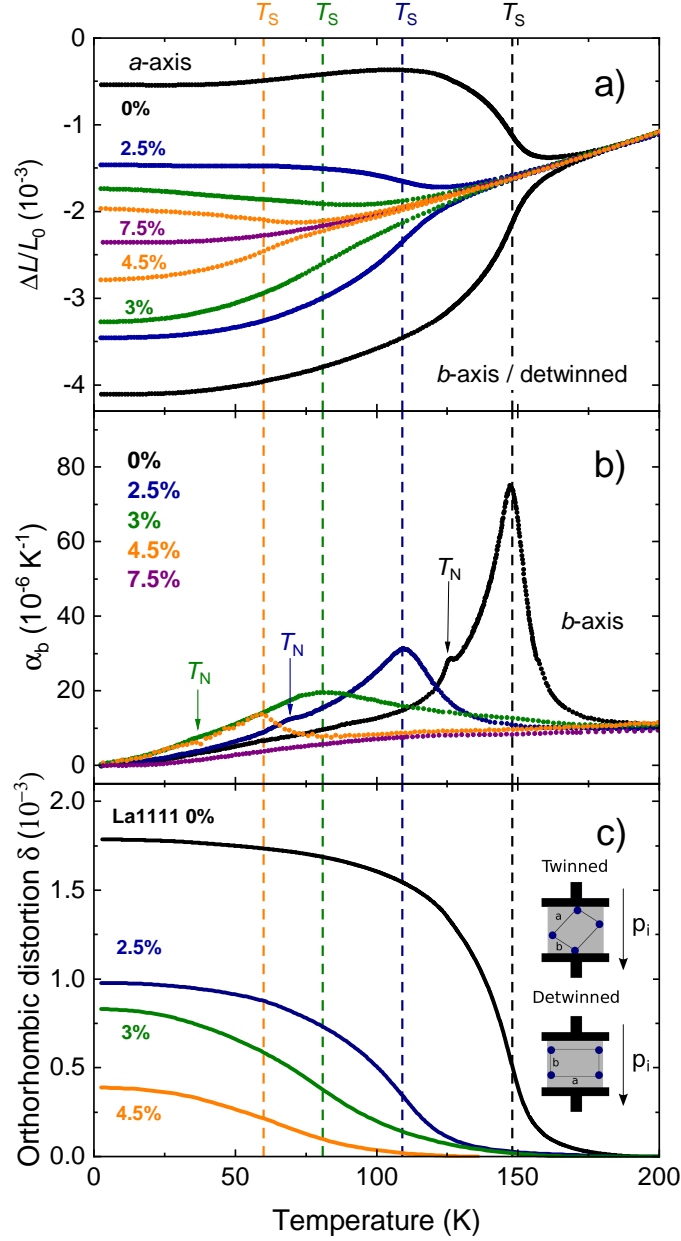 T_S T_S T_S T_S
0
a-axis
a)
0%
-1
2.5%
-2
7.5%
4.5%
-3
3%
-4
b-axis / detwinned
ΔL/L_0 (10^-3)
b)
0%
80
2.5%
3%
4.5%
60
7.5%
T_N
b-axis
40
T_N
T_N
20
0
α_b (10^-6 K^-1)
2.0
c)
La1111 0%
1.5
Twinned
a
b
p_i
1.0
2.5%
Detwinned
3%
b
a
p_i
0.5
4.5%
0.0
Orthorhombic distortion δ (10^-3)
0 50 100 150 200
Temperature (K)